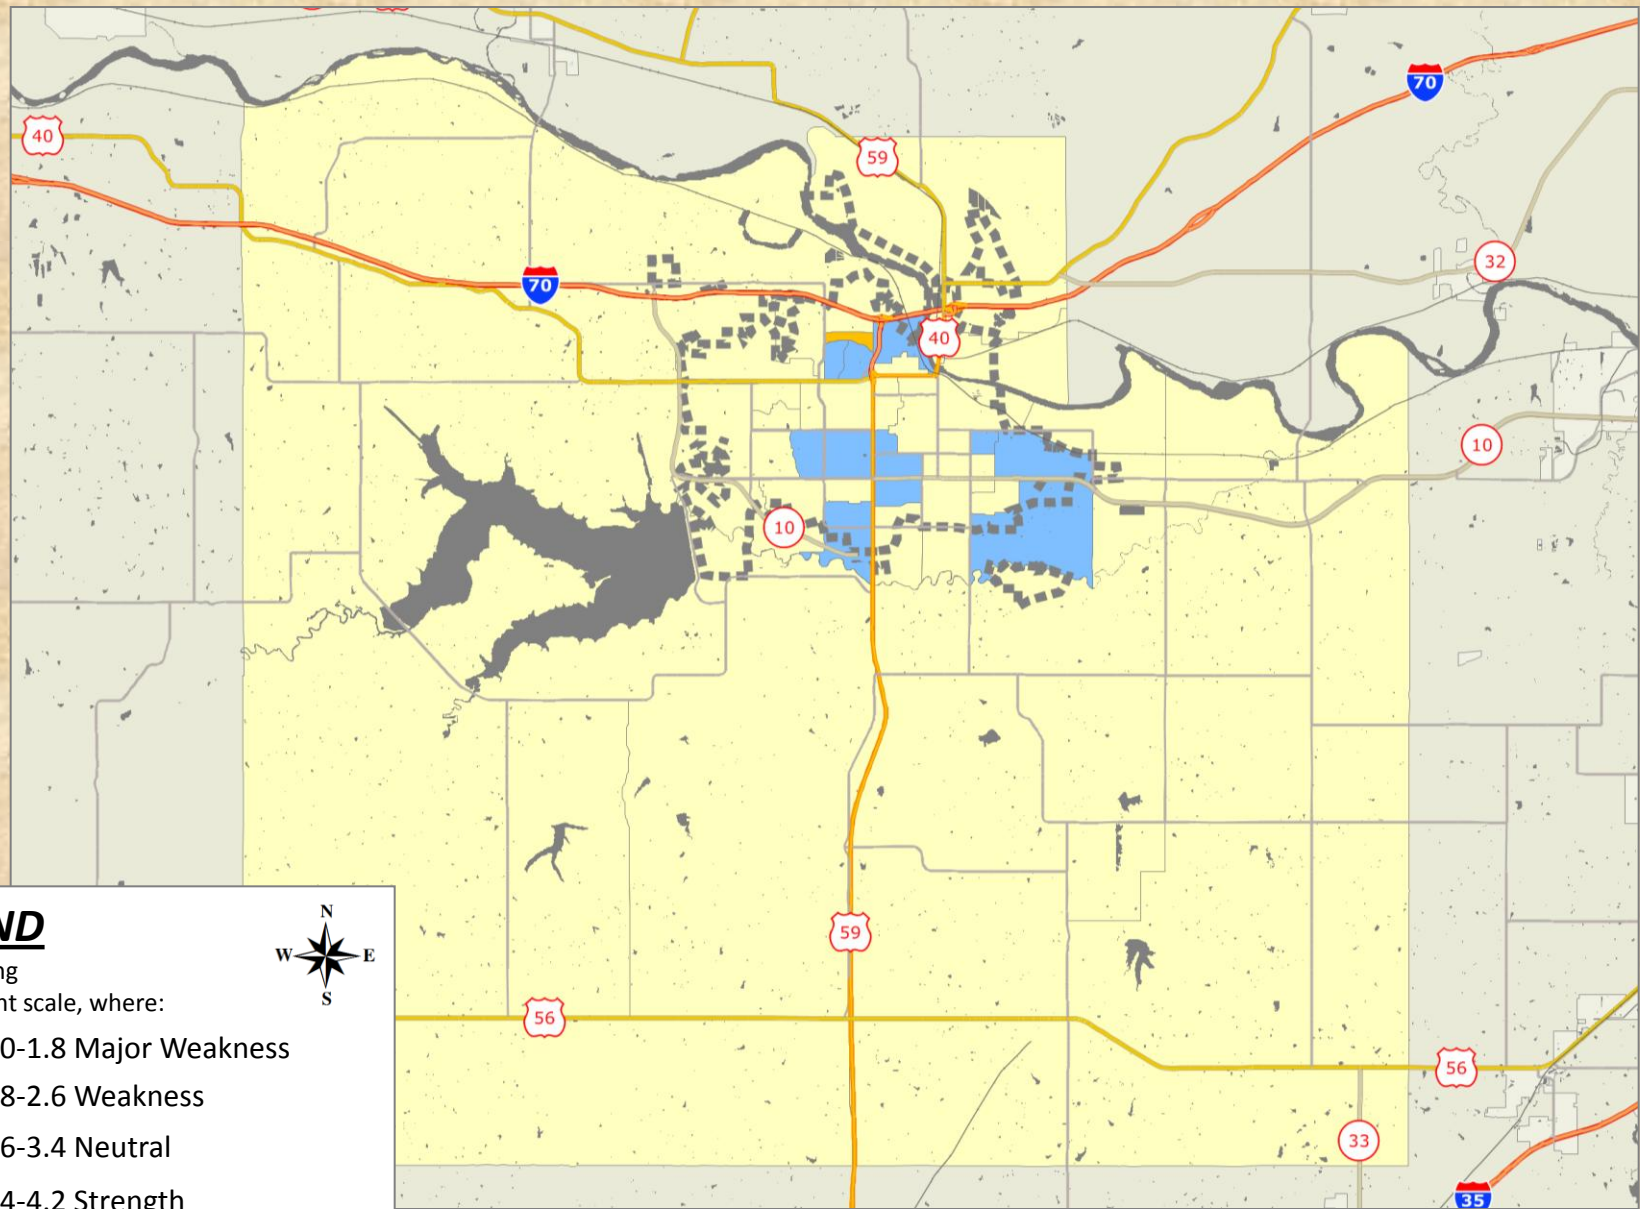 70
40
59
32
70
40
10
10
ND
N
W E
S
ng
nt scale, where:
0-1.8 Major Weakness
8-2.6 Weakness
6-3.4 Neutral
4-4.2 Strength
59
56
56
33
35